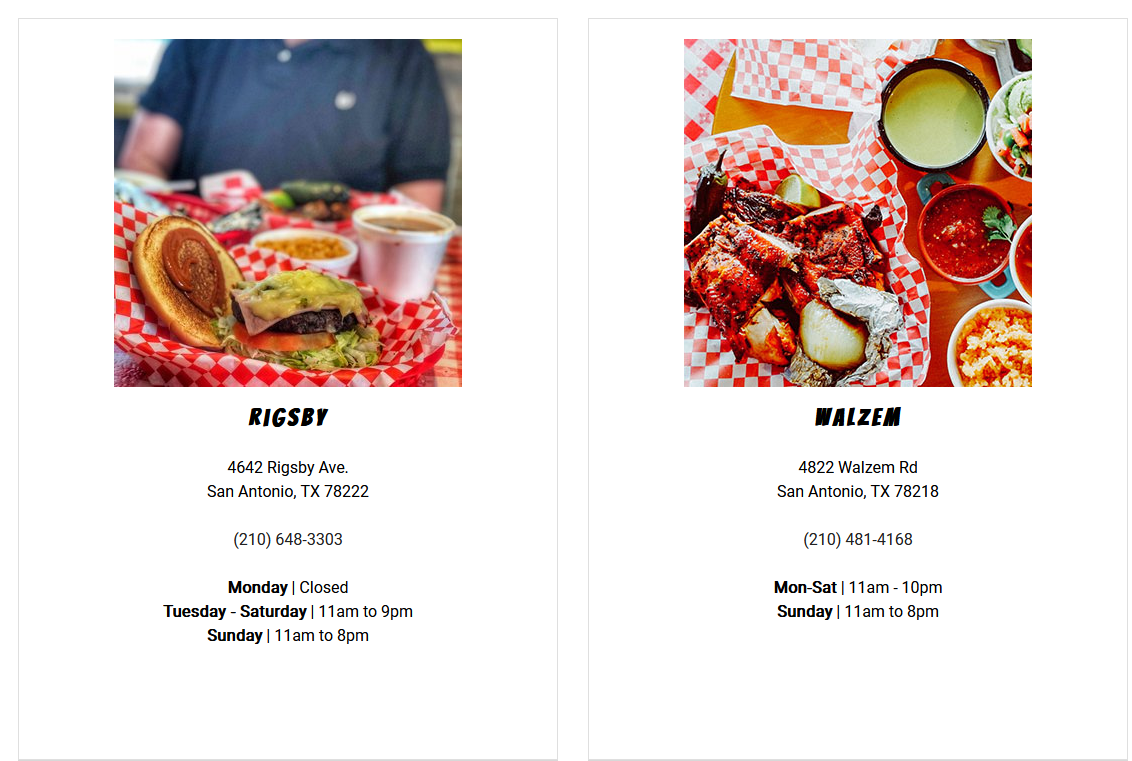 RIGSBY
4642 Rigsby Ave.
San Antonio, TX 78222
(210) 648-3303
Monday | Closed
Tuesday - Saturday | 11am to 9pm
Sunday | 11am to 8pm
WALZEM
4822 Walzem Rd
San Antonio, TX 78218
(210) 481-4168
Mon-Sat | 11am - 10pm
Sunday | 11am to 8pm